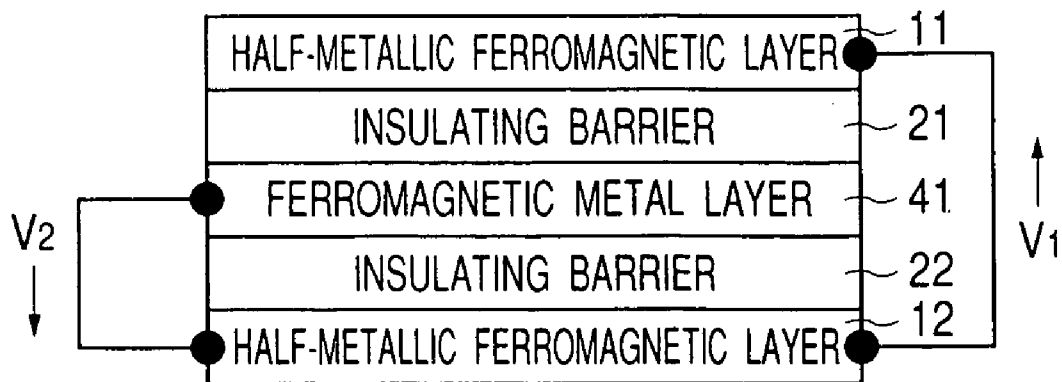 HALF-METALLIC FERROMAGNETIC LAYER 11
INSULATING BARRIER 21
FERROMAGNETIC METAL LAYER 41
V2
V1
INSULATING BARRIER 22
HALF-METALLIC FERROMAGNETIC LAYER 12